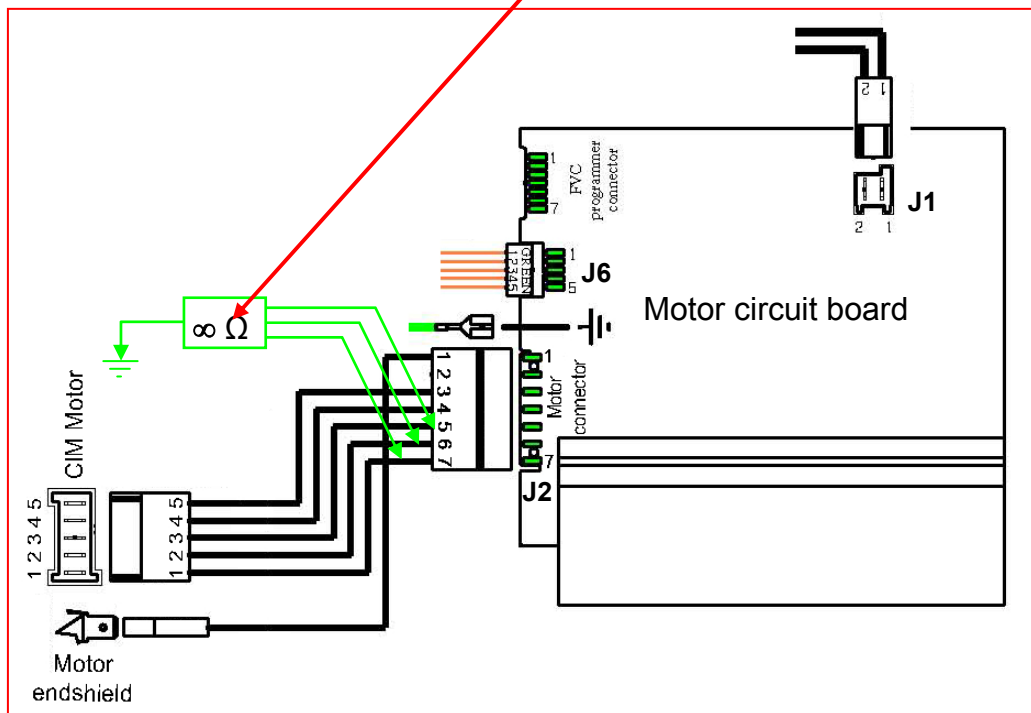 2 1
J1
2 1
1
FVC
programmer
connector
7
GREEN
1 2 3 4 5
1
J6
5
Motor circuit board
∞ Ω
1
2
3
4
5
6
7
1
Motor
connector
7
J2
CIM Motor
1 2 3 4 5
1 2 3 4 5
Motor
endshield